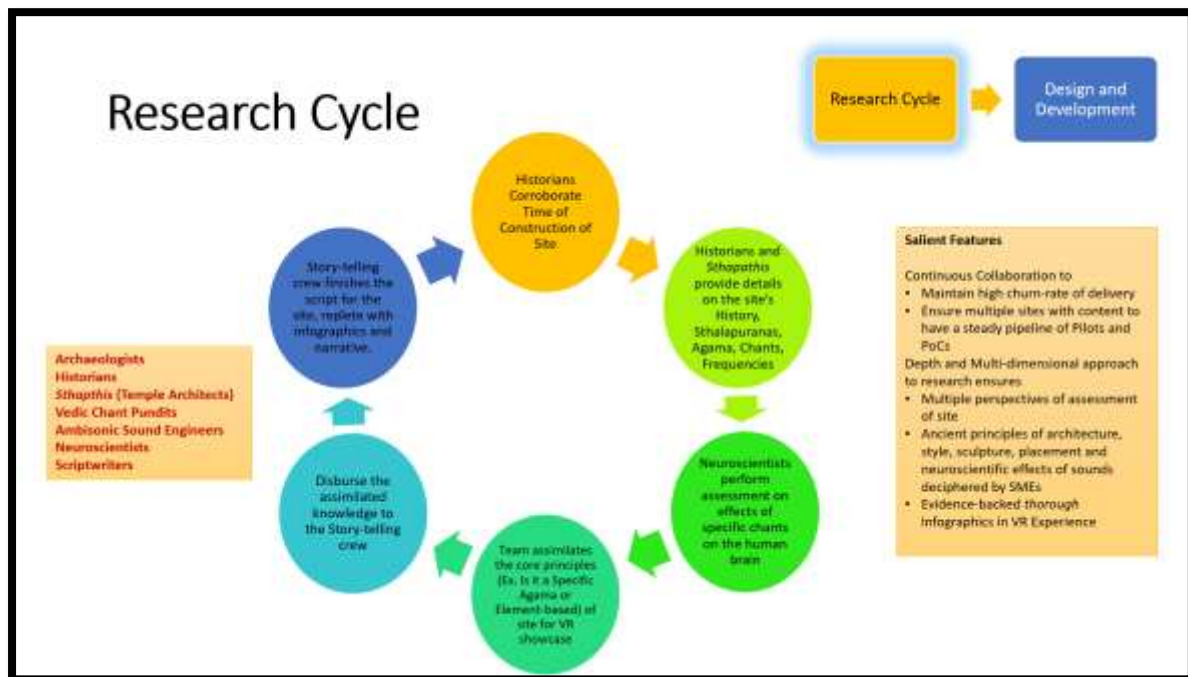 Research Cycle
Research Cycle
Design and
Development
Historians
Corroborate
Time of
Construction of
Site
Historians and Sthapathis
provide details
on the site's
History,
Sthalapuranas,
Agama, Chants,
Frequencies
Neuroscientists
perform
assessment on
effects of
specific chants
on the human
brain
Team assimilates
the core principles
(Ex. Is it a Specific
Agama or
Element-based) of
site for VR
showcase
Disburse the
assimilated
knowledge to
the Story-telling
crew
Story-telling
crew finishes the
script for the
site, replete with
infographics and
narrative.
Archaeologists
Historians
Sthapthis (Temple Architects)
Vedic Chant Pundits
Ambisonic Sound Engineers
Neuroscientists
Scriptwriters
Salient Features
Continuous Collaboration to
• Maintain high churn-rate of delivery
• Ensure multiple sites with content to
have a steady pipeline of Pilots and
PoCs
Depth and Multi-dimensional approach
to research ensures
• Multiple perspectives of assessment
of site
• Ancient principles of architecture,
style, sculpture, placement and
neuroscientific effects of sounds
deciphered by SMEs
• Evidence-backed thorough
Infographics in VR Experience